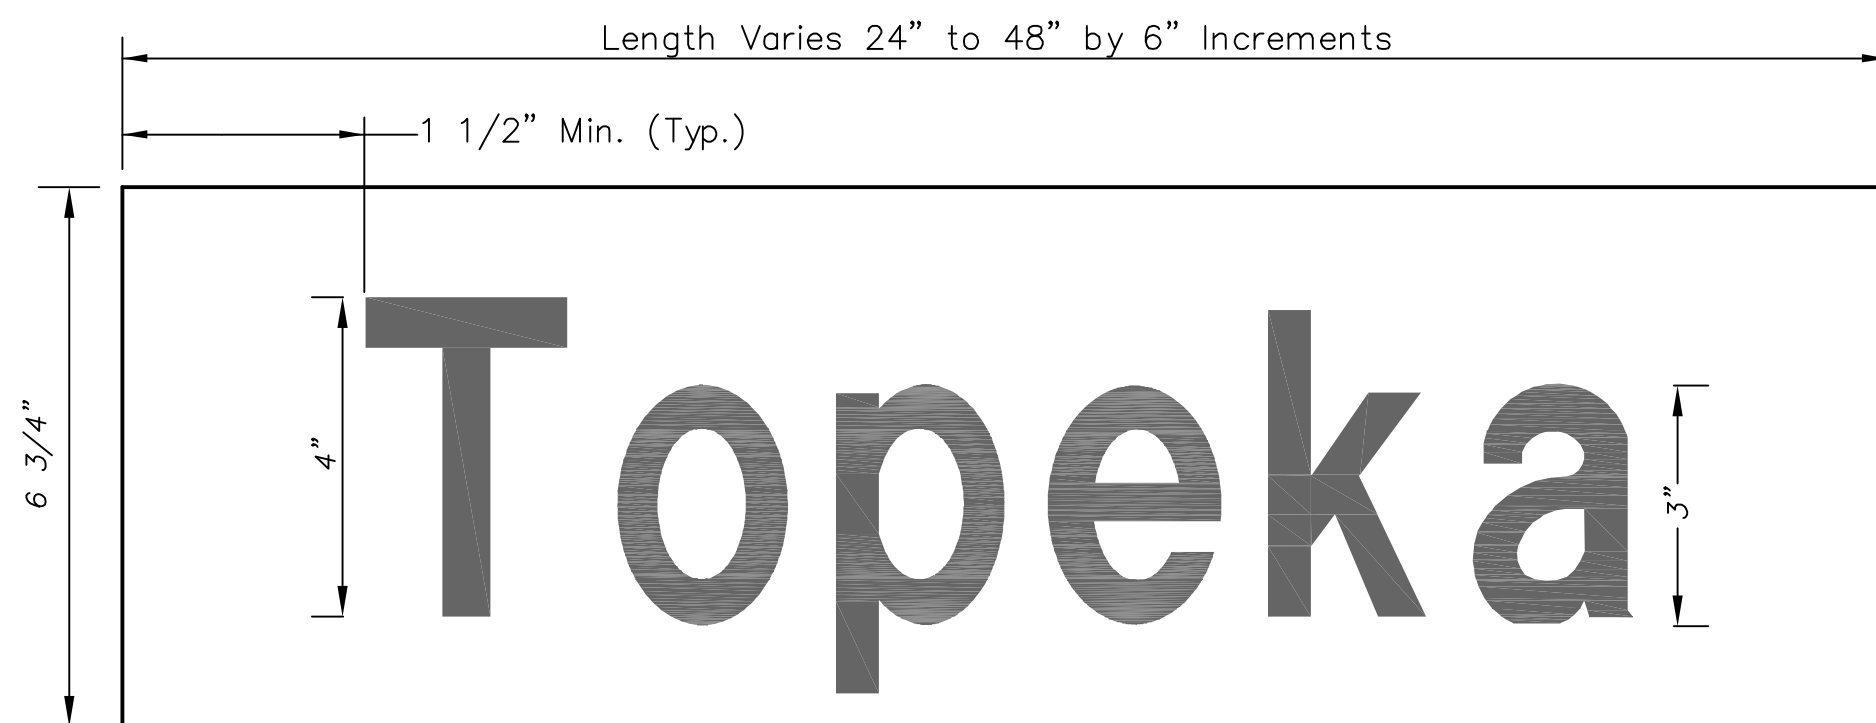 Length Varies 24” to 48” by 6” Increments
1 1/2” Min. (Typ.)
6 3/4”
4”
Topeka
3”